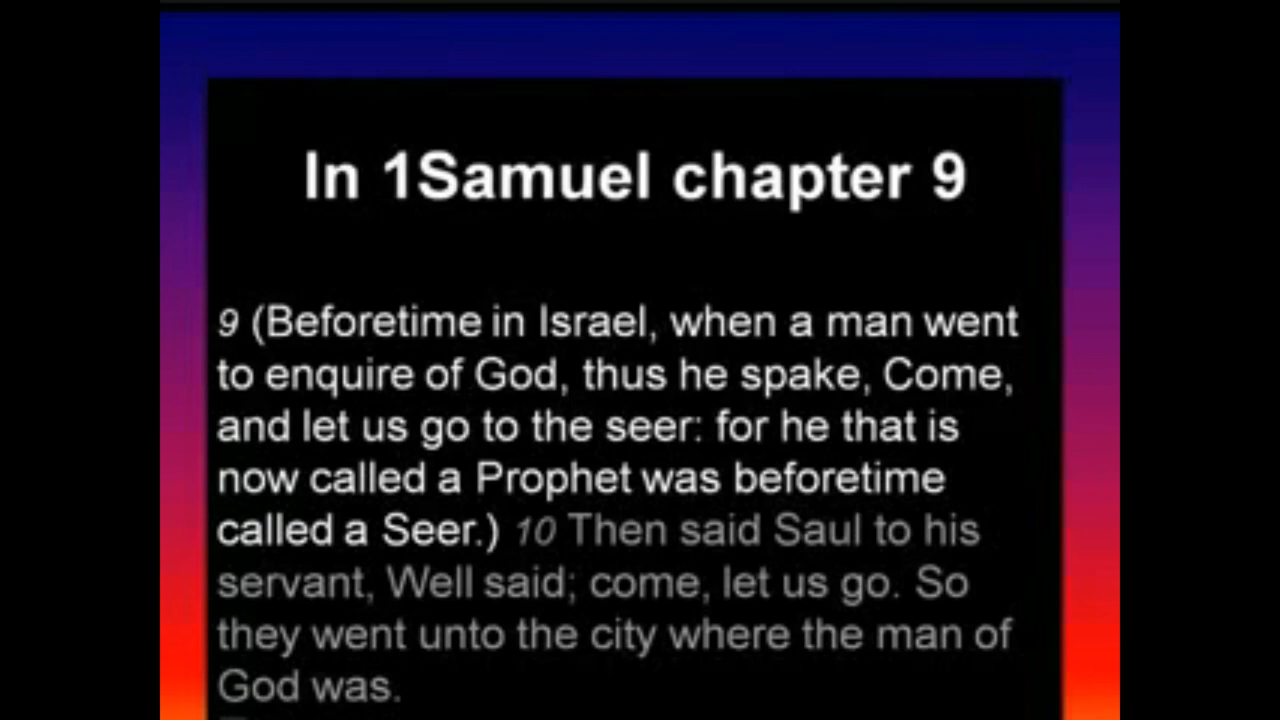 In 1Samuel chapter 9
9 (Beforetime in Israel, when a man went
to enquire of God, thus he spake, Come,
and let us go to the seer: for he that is
now called a Prophet was beforetime
called a Seer.) 10 Then said Saul to his
servant, Well said; come, let us go. So
they went unto the city where the man of
God was.